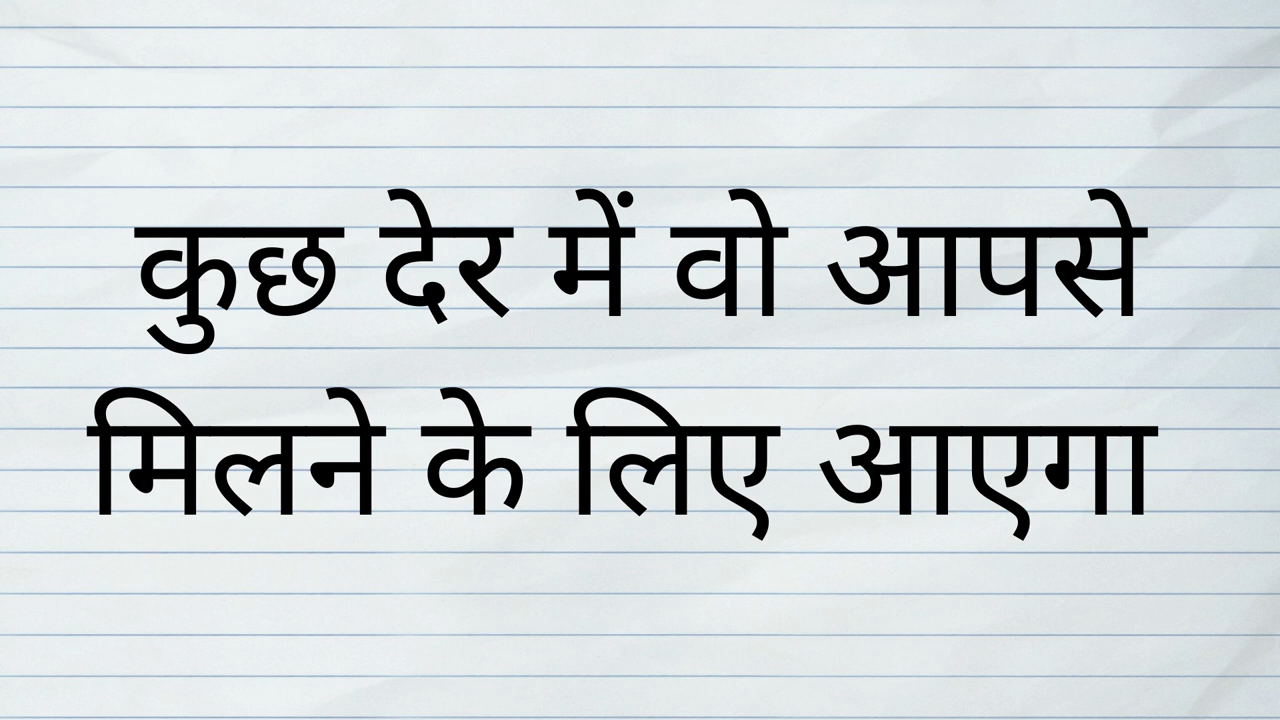 कुछ देर में वो आपसे
मिलने के लिए आएगा